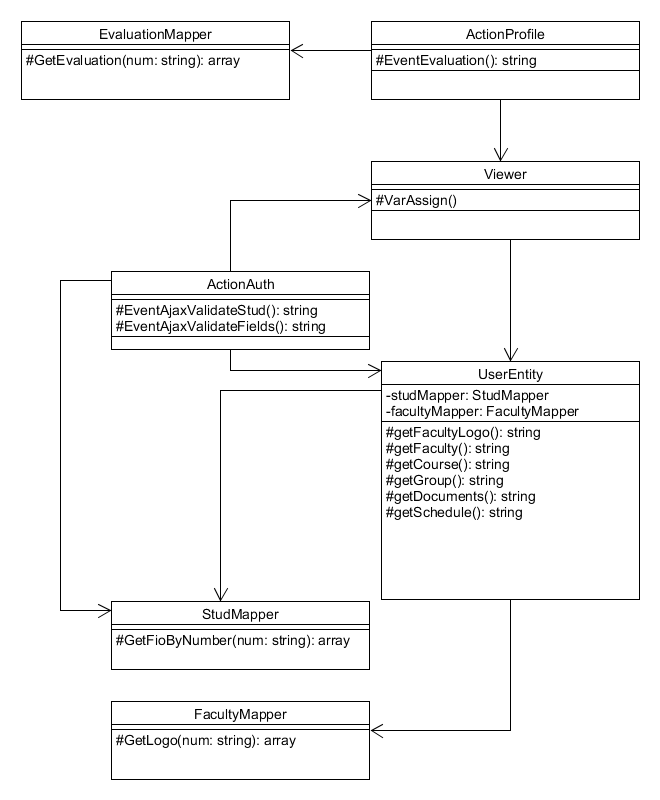 EvaluationMapper
#GetEvaluation(num: string): array
ActionProfile
#EventEvaluation(): string
Viewer
#VarAssign()
ActionAuth
#EventAjaxValidateStud(): string
#EventAjaxValidateFields(): string
UserEntity
-studMapper: StudMapper
-facultyMapper: FacultyMapper
#getFacultyLogo(): string
#getFaculty(): string
#getCourse(): string
#getGroup(): string
#getDocuments(): string
#getSchedule(): string
StudMapper
#GetFioByNumber(num: string): array
FacultyMapper
#GetLogo(num: string): array